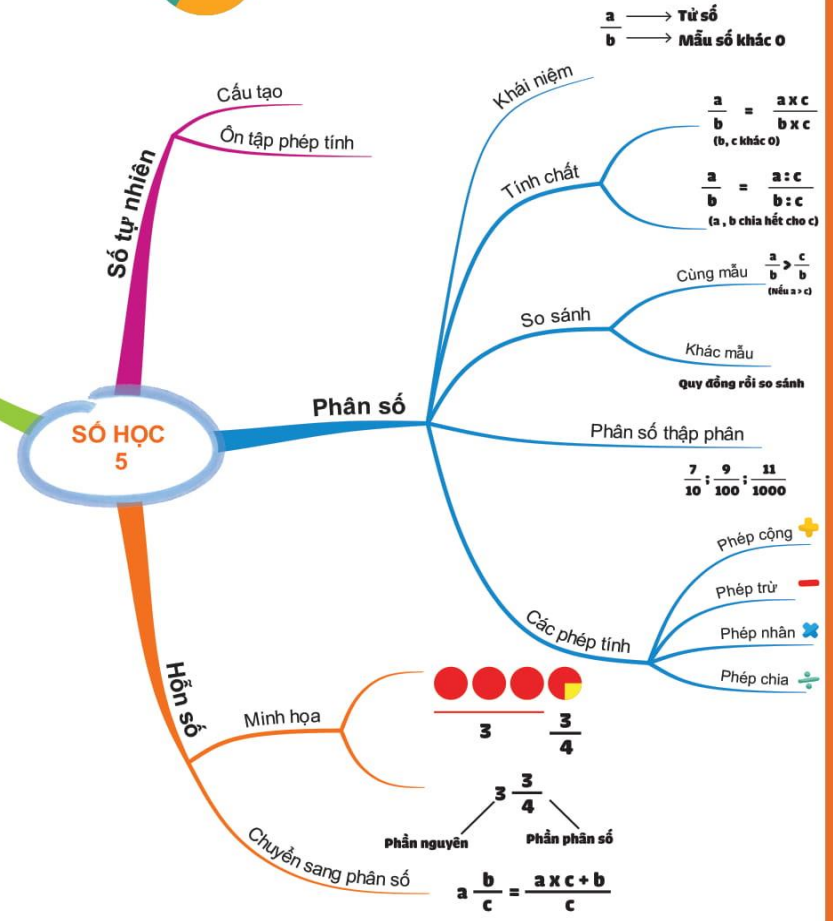 SỐ HỌC
5
Số tự nhiên
Cấu tạo
Ôn tập phép tính
Phân số
Khái niệm
a → Tử số
b → Mẫu số khác 0
Tính chất
a/b = a x c/b x c
(b, c khác 0)
a/b = a : c/b : c
(a , b chia hết cho c)
So sánh
Cùng mẫu
a/b > c/b
(Nếu a > c)
Khác mẫu
Quy đồng rồi so sánh
Phân số thập phân
7/10 ; 9/100 ; 11/1000
Các phép tính
Phép cộng +
Phép trừ −
Phép nhân ×
Phép chia ÷
Hỗn số
Minh họa
3 3/4
3 3/4
Phần nguyên Phần phân số
Chuyển sang phân số
a b/c = a x c + b/c